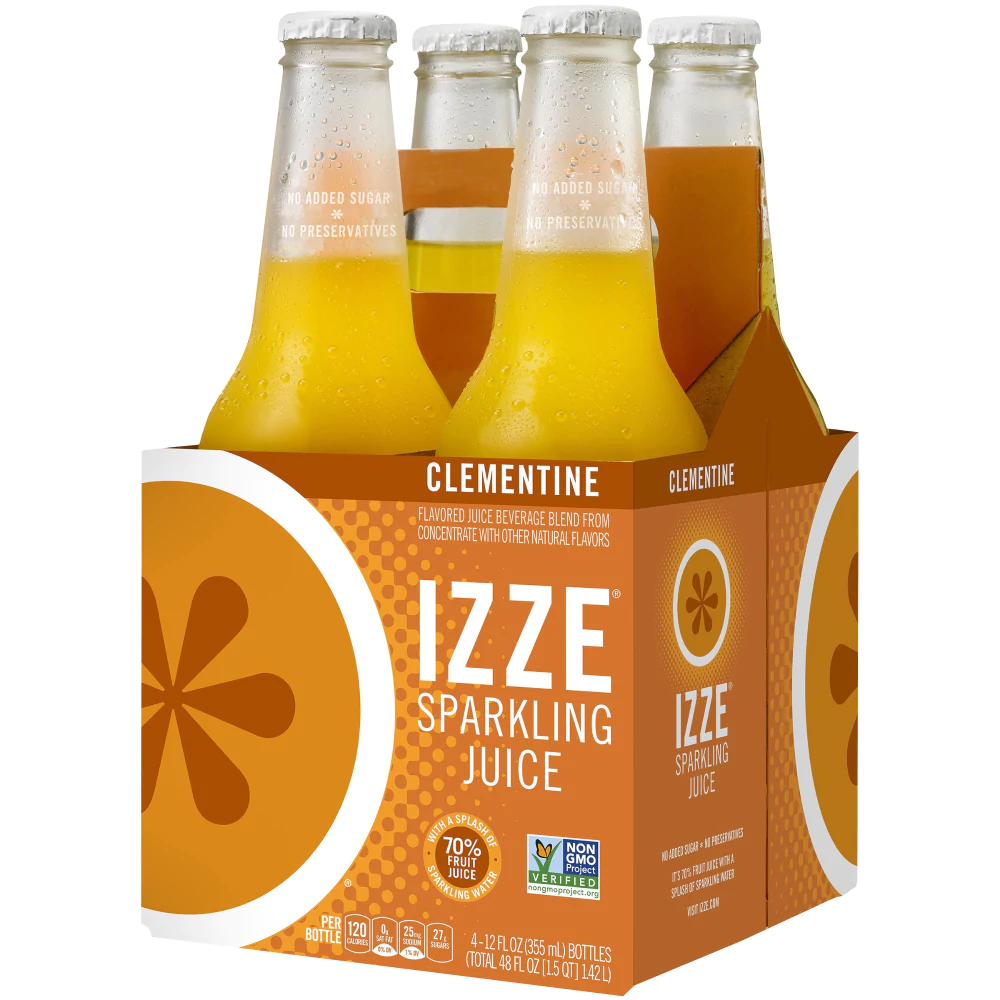 NO ADDED SUGAR
*
NO PRESERVATIVES
NO ADDED SUGAR
*
NO PRESERVATIVES
CLEMENTINE
FLAVORED JUICE BEVERAGE BLEND FROM
CONCENTRATE WITH OTHER NATURAL FLAVORS
IZZE®
SPARKLING
JUICE
WITH A SPLASH OF
70%
FRUIT
JUICE
SPARKLING WATER
NON
GMO
Project
VERIFIED
nongmoproject.org
®
PER
BOTTLE
120
CALORIES
0g
SAT FAT
0% DV
25mg
SODIUM
1% DV
27g
SUGARS
4-12 FL OZ (355 mL) BOTTLES
(TOTAL 48 FL OZ [1.5 QT] 1.42 L)
CLEMENTINE
IZZE®
SPARKLING
JUICE
NO ADDED SUGAR * NO PRESERVATIVES
IT'S 70% FRUIT JUICE WITH A
SPLASH OF SPARKLING WATER
VISIT IZZE.COM